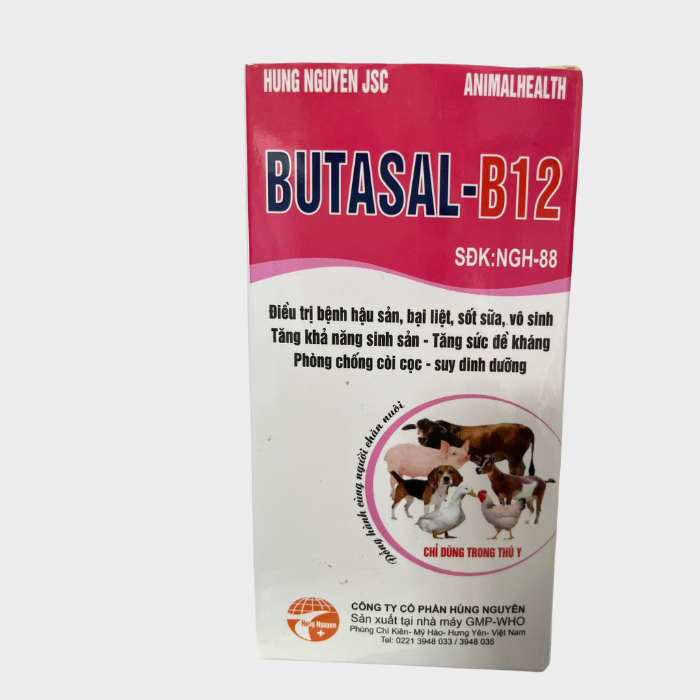 HUNG NGUYEN JSC ANIMALHEALTH
BUTASAL-B12
SĐK:NGH-88
Điều trị bệnh hậu sản, bại liệt, sốt sữa, vô sinh
Tăng khả năng sinh sản - Tăng sức đề kháng
Phòng chống còi cọc - suy dinh dưỡng
Đồng hành cùng người chăn nuôi
CHỈ DÙNG TRONG THÚ Y
Hùng Nguyen
CÔNG TY CỔ PHẦN HÙNG NGUYÊN
Sản xuất tại nhà máy GMP-WHO
Phùng Chí Kiên- Mỹ Hào- Hưng Yên- Việt Nam
Tel: 0221 3948 033 / 3948 035